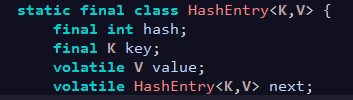 static final class HashEntry<K,V> {
final int hash;
final K key;
volatile V value;
volatile HashEntry<K,V> next;